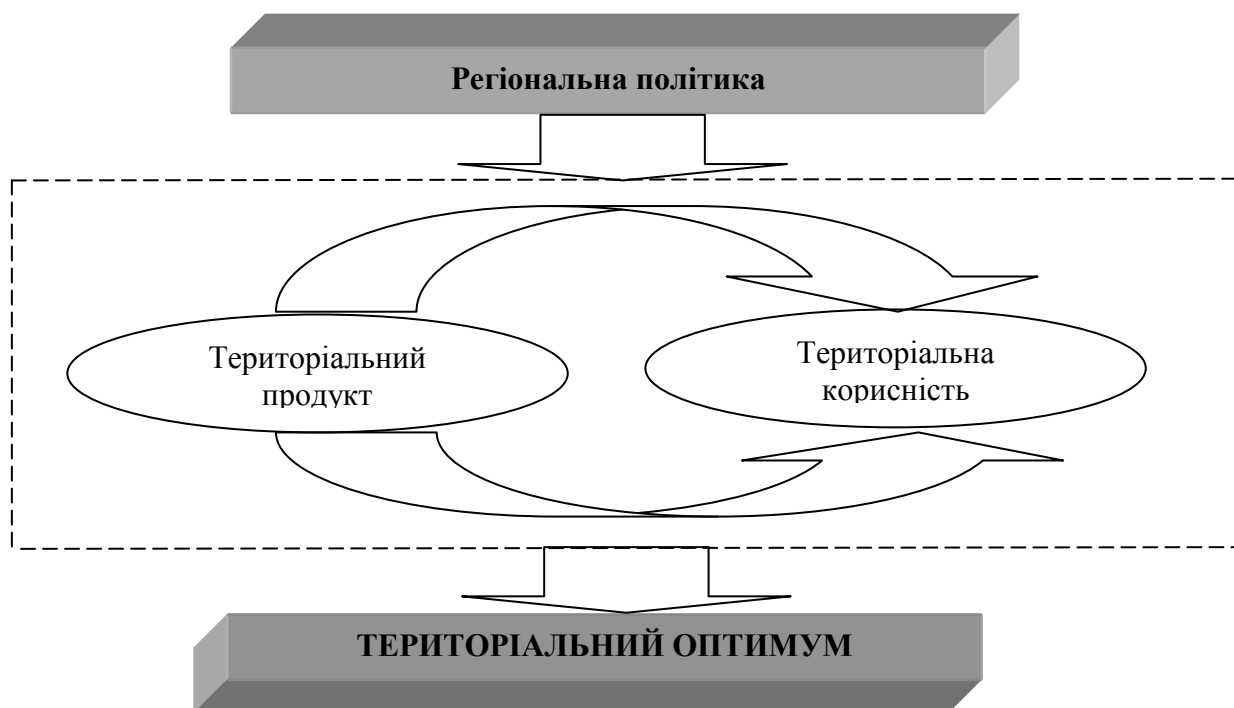 Регіональна політика
Територіальний
продукт
Територіальна
корисність
ТЕРИТОРІАЛЬНИЙ ОПТИМУМ